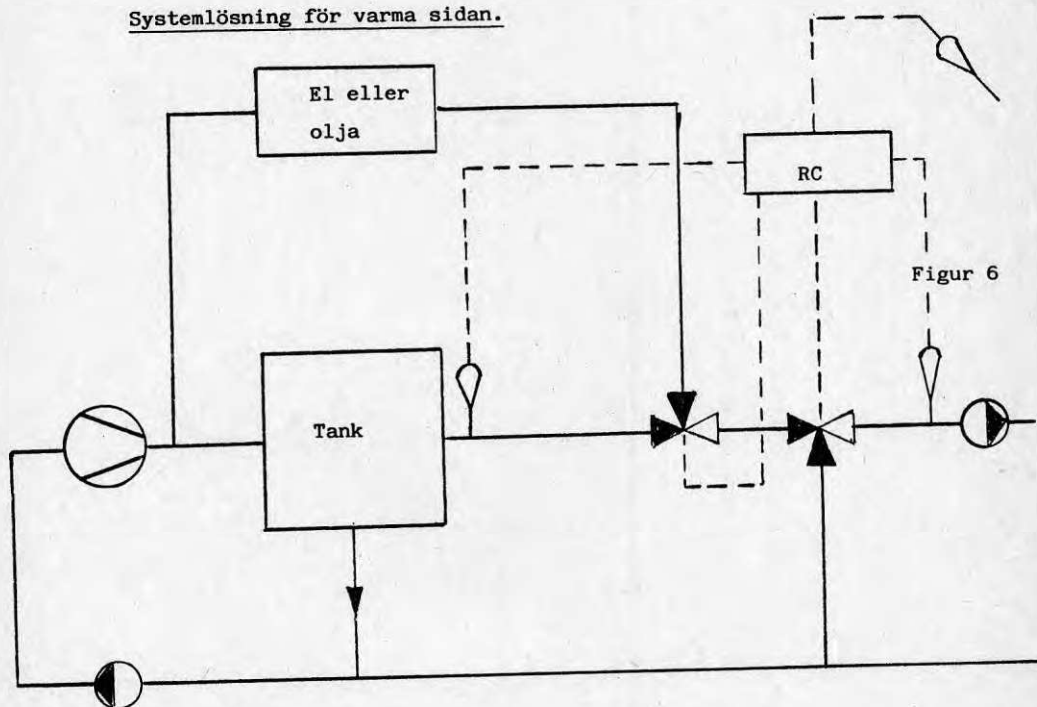 Systemlösning för varma sidan.
El eller
olja
RC
Figur 6
Tank